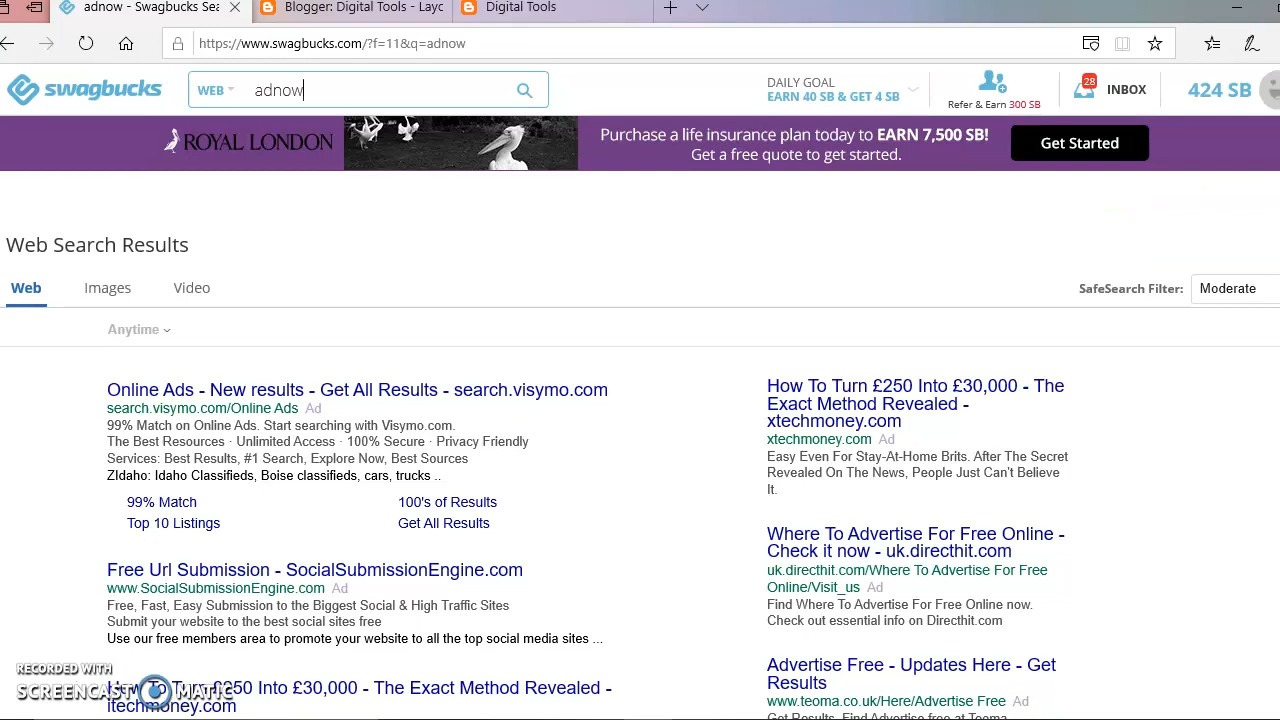 adnow - Swagbucks Sea
Blogger: Digital Tools - Layc
Digital Tools
https://www.swagbucks.com/?f=11&q=adnow
swagbucks
WEB
adnow
DAILY GOAL
EARN 40 SB & GET 4 SB
Refer & Earn 300 SB
28
INBOX
424 SB
ROYAL LONDON
Purchase a life insurance plan today to EARN 7,500 SB!
Get a free quote to get started.
Get Started
Web Search Results
Web
Images
Video
SafeSearch Filter:
Moderate
Anytime
Online Ads - New results - Get All Results - search.visymo.com
search.visymo.com/Online Ads Ad
99% Match on Online Ads. Start searching with Visymo.com.
The Best Resources · Unlimited Access · 100% Secure · Privacy Friendly
Services: Best Results, #1 Search, Explore Now, Best Sources
ZIdaho: Idaho Classifieds, Boise classifieds, cars, trucks ..
99% Match
100's of Results
Top 10 Listings
Get All Results
Free Url Submission - SocialSubmissionEngine.com
www.SocialSubmissionEngine.com Ad
Free, Fast, Easy Submission to the Biggest Social & High Traffic Sites
Submit your website to the best social sites free
Use our free members area to promote your website to all the top social media sites ...
How To Turn £250 Into £30,000 - The Exact Method Revealed -
itechmoney.com
How To Turn £250 Into £30,000 - The
Exact Method Revealed -
xtechmoney.com
xtechmoney.com Ad
Easy Even For Stay-At-Home Brits. After The Secret
Revealed On The News, People Just Can't Believe
It.
Where To Advertise For Free Online -
Check it now - uk.directhit.com
uk.directhit.com/Where To Advertise For Free
Online/Visit_us Ad
Find Where To Advertise For Free Online now.
Check out essential info on Directhit.com
Advertise Free - Updates Here - Get
Results
www.teoma.co.uk/Here/Advertise Free Ad
Get Results. Find Advertise free at Teoma
RECORDED WITH
SCREENCAST MATIC